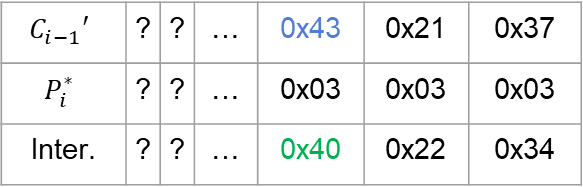 C_{i-1}' ? ? … 0x43 0x21 0x37
P_i^* ? ? … 0x03 0x03 0x03
Inter. ? ? … 0x40 0x22 0x34